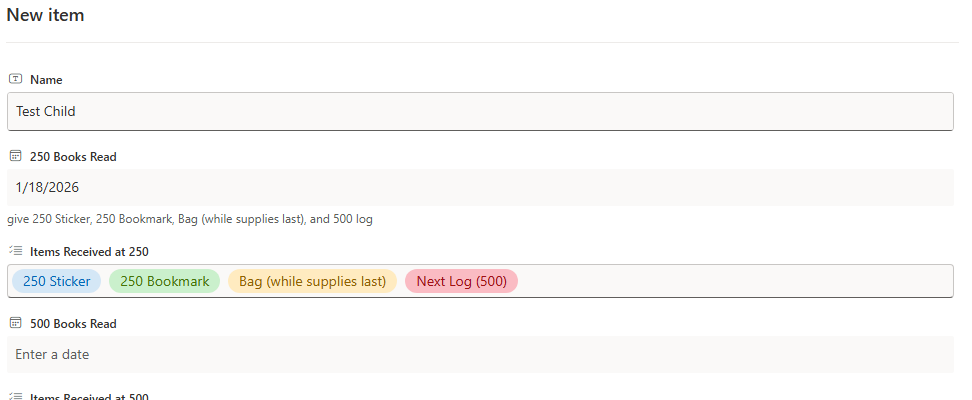 New item
Name
Test Child
250 Books Read
1/18/2026
give 250 Sticker, 250 Bookmark, Bag (while supplies last), and 500 log
Items Received at 250
250 Sticker 250 Bookmark Bag (while supplies last) Next Log (500)
500 Books Read
Enter a date
Items Received at 500